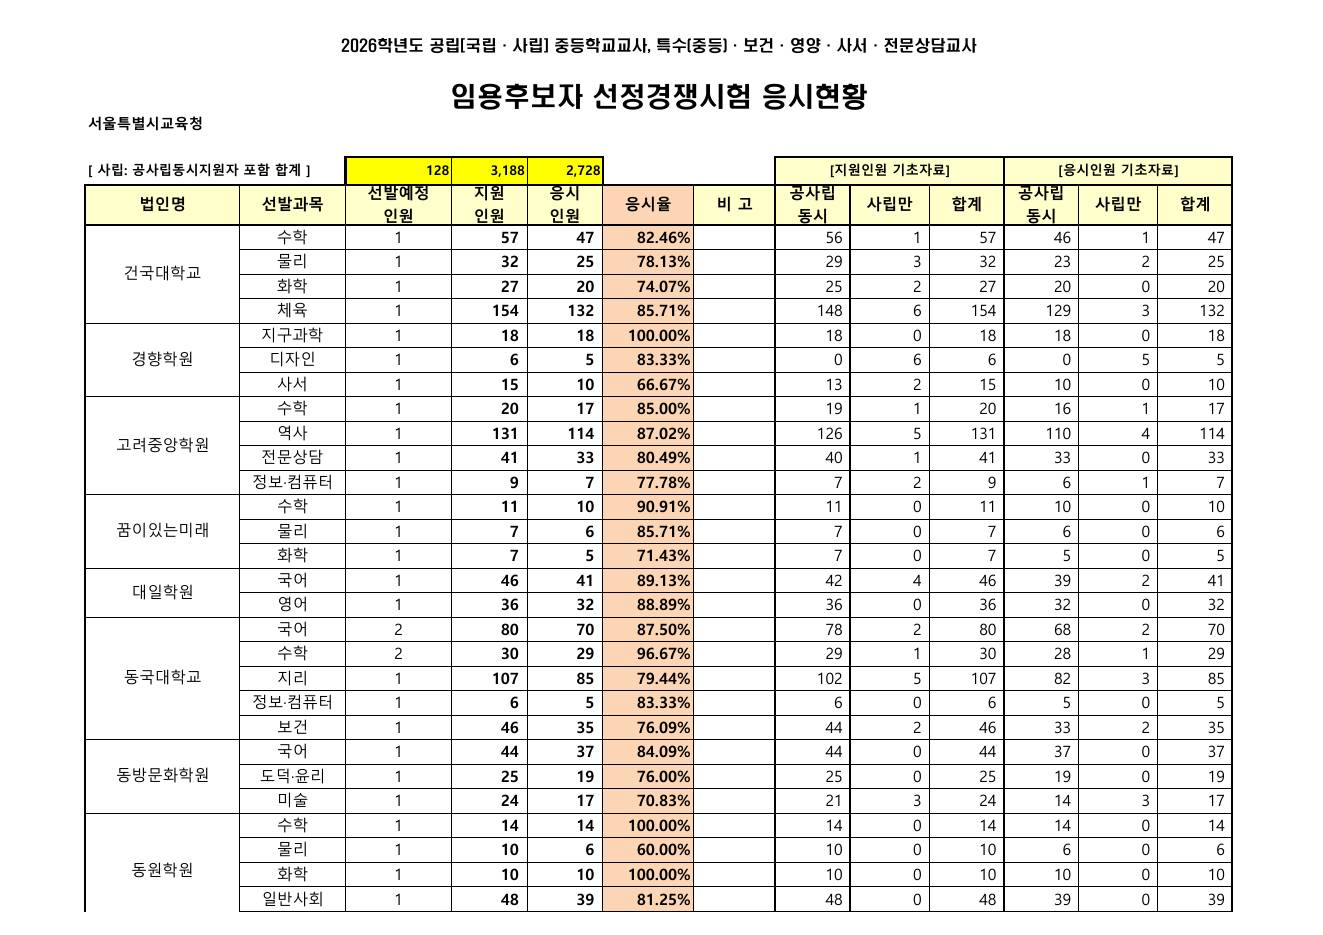 2026학년도 공립[국립 · 사립] 중등학교교사, 특수(중등) · 보건 · 영양 · 사서 · 전문상담교사
임용후보자 선정경쟁시험 응시현황
서울특별시교육청
[ 사립: 공사립동시지원자 포함 합계 ] 128 3,188 2,728 [지원인원 기초자료] [응시인원 기초자료]
법인명 선발과목 선발예정 인원 지원 인원 응시 인원 응시율 비 고 공사립 동시 사립만 합계 공사립 동시 사립만 합계
건국대학교 수학 1 57 47 82.46% 56 1 57 46 1 47
물리 1 32 25 78.13% 29 3 32 23 2 25
화학 1 27 20 74.07% 25 2 27 20 0 20
체육 1 154 132 85.71% 148 6 154 129 3 132
경향학원 지구과학 1 18 18 100.00% 18 0 18 18 0 18
디자인 1 6 5 83.33% 0 6 6 0 5 5
사서 1 15 10 66.67% 13 2 15 10 0 10
고려중앙학원 수학 1 20 17 85.00% 19 1 20 16 1 17
역사 1 131 114 87.02% 126 5 131 110 4 114
전문상담 1 41 33 80.49% 40 1 41 33 0 33
정보·컴퓨터 1 9 7 77.78% 7 2 9 6 1 7
꿈이있는미래 수학 1 11 10 90.91% 11 0 11 10 0 10
물리 1 7 6 85.71% 7 0 7 6 0 6
화학 1 7 5 71.43% 7 0 7 5 0 5
대일학원 국어 1 46 41 89.13% 42 4 46 39 2 41
영어 1 36 32 88.89% 36 0 36 32 0 32
동국대학교 국어 2 80 70 87.50% 78 2 80 68 2 70
수학 2 30 29 96.67% 29 1 30 28 1 29
지리 1 107 85 79.44% 102 5 107 82 3 85
정보·컴퓨터 1 6 5 83.33% 6 0 6 5 0 5
보건 1 46 35 76.09% 44 2 46 33 2 35
동방문화학원 국어 1 44 37 84.09% 44 0 44 37 0 37
도덕·윤리 1 25 19 76.00% 25 0 25 19 0 19
미술 1 24 17 70.83% 21 3 24 14 3 17
동원학원 수학 1 14 14 100.00% 14 0 14 14 0 14
물리 1 10 6 60.00% 10 0 10 6 0 6
화학 1 10 10 100.00% 10 0 10 10 0 10
일반사회 1 48 39 81.25% 48 0 48 39 0 39